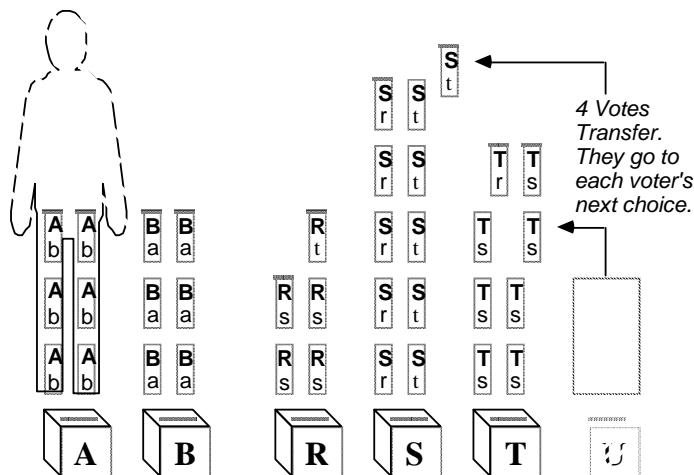 S
t
S S
r t
4 Votes
Transfer.
They go to
each voter's
next choice.
S S T T
r t r s
A A B B R S S T T
b b a a t r t s s
A A B B R R S S T T
b b a a s s r t s s
A A B B R R S S T T
b b a a s s r t s s
A B R S T U